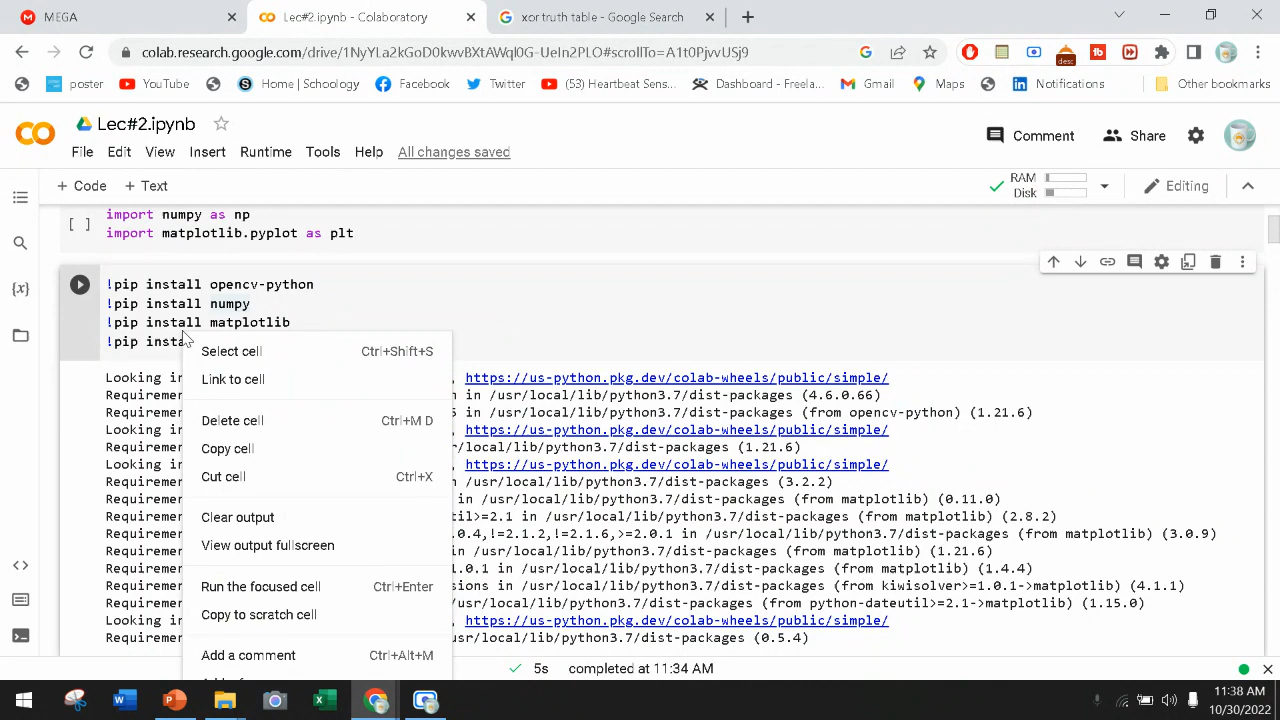 MEGA
Lec#2.ipynb - Colaboratory
xor truth table - Google Search
colab.research.google.com/drive/1NyYLa2kGoD0kwvBXtAWql0G-UeIn2PLO#scrollTo=A1t0PjvvUSj9
poster
YouTube
Home | Schoology
Facebook
Twitter
(53) Heartbeat Sens...
Dashboard - Freela...
Gmail
Maps
Notifications
Other bookmarks
Lec#2.ipynb
Comment
Share
File Edit View Insert Runtime Tools Help All changes saved
+ Code + Text
RAM
Disk
Editing
import numpy as np
[ ]
import matplotlib.pyplot as plt
!pip install opencv-python
!pip install numpy
!pip install matplotlib
!pip insta
Select cell Ctrl+Shift+S
Link to cell
Delete cell Ctrl+M D
Copy cell
Cut cell Ctrl+X
Clear output
View output fullscreen
Run the focused cell Ctrl+Enter
Copy to scratch cell
Add a comment Ctrl+Alt+M
Looking in , https://us-python.pkg.dev/colab-wheels/public/simple/
Requiremen n in /usr/local/lib/python3.7/dist-packages (4.6.0.66)
Requiremen 5 in /usr/local/lib/python3.7/dist-packages (from opencv-python) (1.21.6)
Looking in , https://us-python.pkg.dev/colab-wheels/public/simple/
Requiremen /usr/local/lib/python3.7/dist-packages (1.21.6)
Looking in , https://us-python.pkg.dev/colab-wheels/public/simple/
Requiremen in /usr/local/lib/python3.7/dist-packages (3.2.2)
Requiremen in /usr/local/lib/python3.7/dist-packages (from matplotlib) (0.11.0)
Requiremen til>=2.1 in /usr/local/lib/python3.7/dist-packages (from matplotlib) (2.8.2)
Requiremen .0.4,!=2.1.2,!=2.1.6,>=2.0.1 in /usr/local/lib/python3.7/dist-packages (from matplotlib) (3.0.9)
Requiremen in /usr/local/lib/python3.7/dist-packages (from matplotlib) (1.21.6)
Requiremen .0.1 in /usr/local/lib/python3.7/dist-packages (from matplotlib) (1.4.4)
Requiremen sions in /usr/local/lib/python3.7/dist-packages (from kiwisolver>=1.0.1->matplotlib) (4.1.1)
Requiremen /usr/local/lib/python3.7/dist-packages (from python-dateutil>=2.1->matplotlib) (1.15.0)
Looking in , https://us-python.pkg.dev/colab-wheels/public/simple/
Requiremen /usr/local/lib/python3.7/dist-packages (0.5.4)
5s completed at 11:34 AM
11:38 AM
10/30/2022